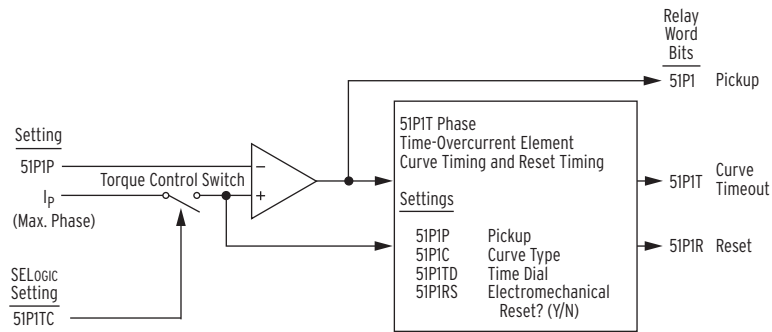 Relay
Word
Bits
51P1 Pickup
Setting
51P1P
Torque Control Switch
IP
(Max. Phase)
−
+
SELOGIC
Setting
51P1TC
51P1T Phase
Time-Overcurrent Element
Curve Timing and Reset Timing
Settings
51P1P Pickup
51P1C Curve Type
51P1TD Time Dial
51P1RS Electromechanical
Reset? (Y/N)
51P1T Curve
Timeout
51P1R Reset